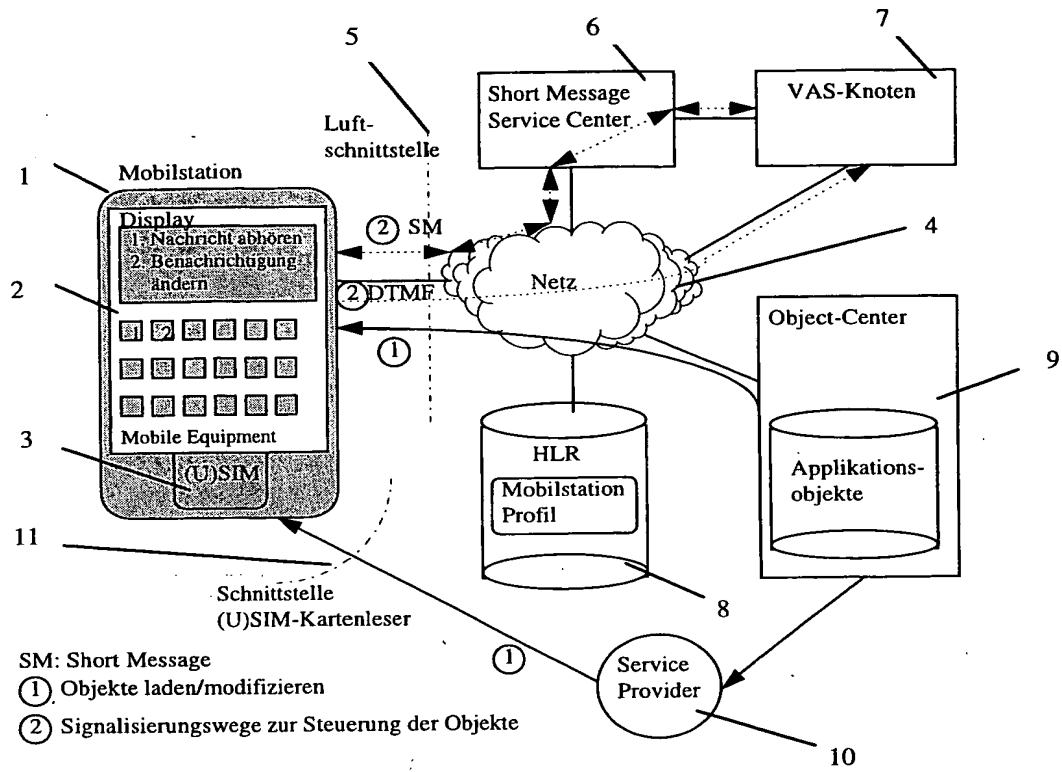 5
6
7
Short Message
Service Center
VAS-Knoten
Luft-
schnittstelle
1
Mobilstation
Display
1. Nachricht abhören
2. Benachrichtigung
ändern
2 SM
4
2
Netz
2 DTMF
1
Object-Center
1 2
9
3
Mobile Equipment
(U)SIM
HLR
Mobilstation
Profil
Applikations-
objekte
11
Schnittstelle
(U)SIM-Kartenleser
8
SM: Short Message
1 Objekte laden/modifizieren
2 Signalisierungswege zur Steuerung der Objekte
1
Service
Provider
10